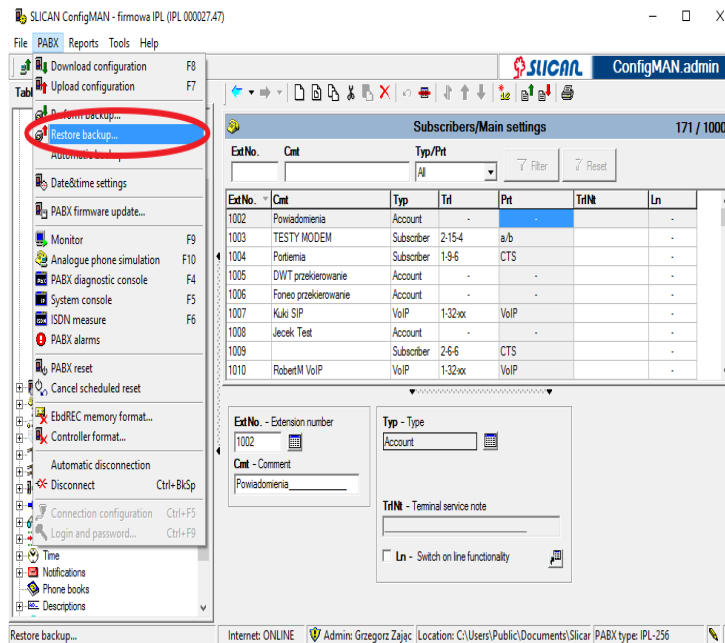 SLICAN ConfigMAN - firmowa IPL (IPL 000027.47)
File PABX Reports Tools Help
SLICAN ConfigMAN.admin
Download configuration F8
Upload configuration F7
Tabl
Perform backup...
Restore backup...
Automatic backup
Date&time settings
PABX firmware update...
Monitor F9
Analogue phone simulation F10
PABX diagnostic console F4
System console F5
ISDN measure F6
PABX alarms
PABX reset
Cancel scheduled reset
EbdREC memory format...
Controller format...
Automatic disconnection
Disconnect Ctrl+BkSp
Connection configuration Ctrl+F5
Login and password... Ctrl+F9
Time
Notifications
Phone books
Descriptions
Subscribers/Main settings 171 / 1000
Ext No. Cmt Typ/Prt
All Filter Reset
Ext No. Cmt Typ Trl Prt TrlNt Ln
1002 Powiadomienia Account - - -
1003 TESTY MODEM Subscriber 2-15-4 a/b -
1004 Portiernia Subscriber 1-9-6 CTS -
1005 DWT przekierowanie Account - - -
1006 Foneo przekierowanie Account - - -
1007 Kuki SIP VoIP 1-32-xx VoIP -
1008 Jecek Test Account - - -
1009 Subscriber 2-6-6 CTS -
1010 RobertM VoIP VoIP 1-32-xx VoIP -
Ext No. - Extension number
1002
Cmt - Comment
Powiadomienia
Typ - Type
Account
TrlNt - Terminal service note
Ln - Switch on line functionality
Restore backup... Internet: ONLINE Admin: Grzegorz Zając Location: C:\Users\Public\Documents\Slicar PABX type: IPL-256